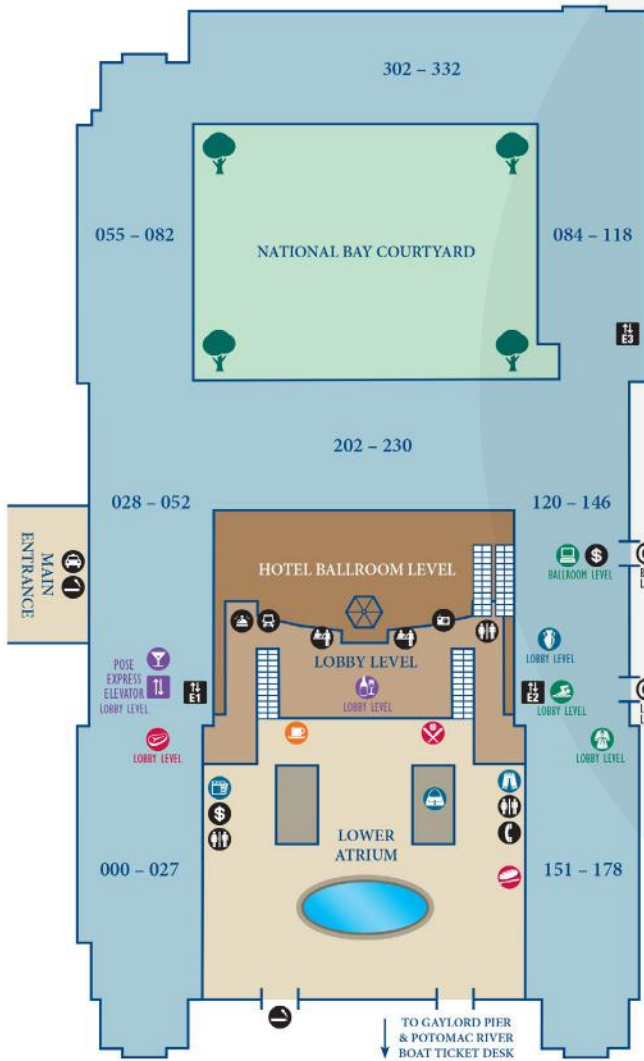 302 – 332
055 – 082
NATIONAL BAY COURTYARD
084 – 118
E3
202 – 230
028 – 052
120 – 146
MAIN
ENTRANCE
HOTEL BALLROOM LEVEL
$
BALLROOM LEVEL
LOBBY LEVEL
LOBBY LEVEL
POSE
EXPRESS
ELEVATOR
LOBBY LEVEL
E1
LOBBY LEVEL
E2
LOBBY LEVEL
LOBBY LEVEL
LOBBY LEVEL
$
LOWER
ATRIUM
000 – 027
151 – 178
TO GAYLORD PIER
& POTOMAC RIVER
BOAT TICKET DESK